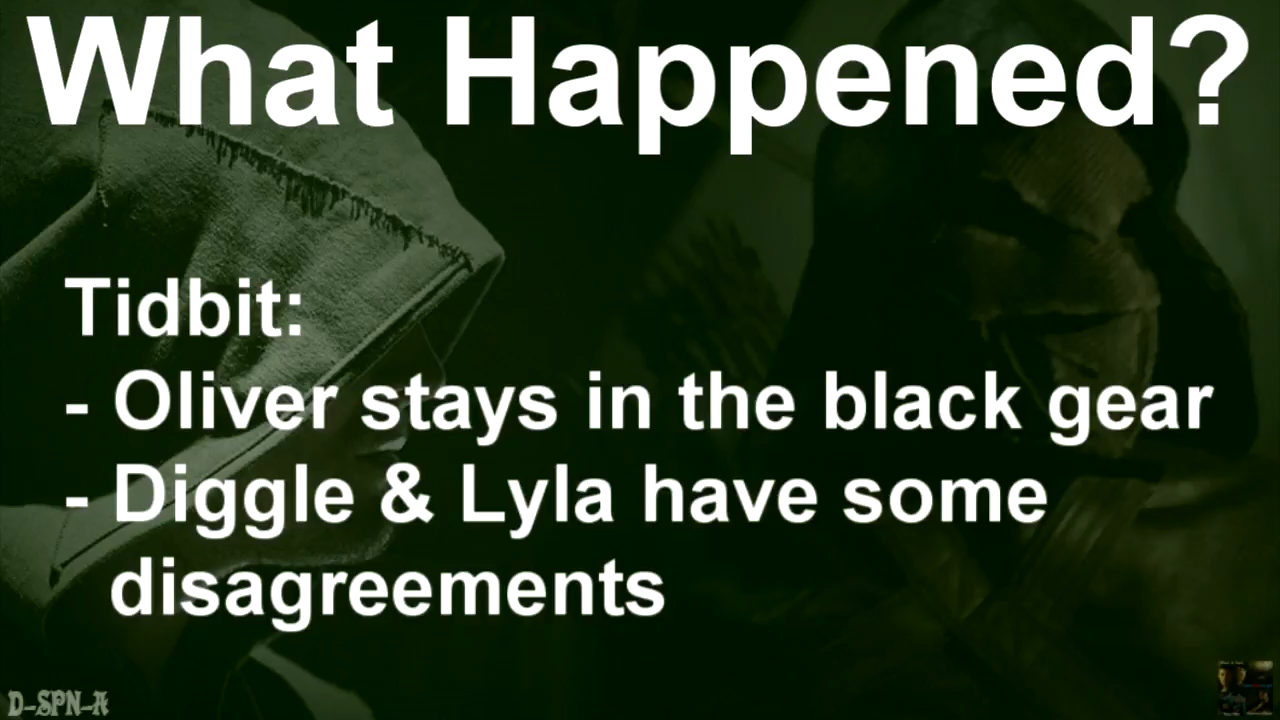 What Happened?
Tidbit:
- Oliver stays in the black gear
- Diggle & Lyla have some
disagreements
D-SPN-A